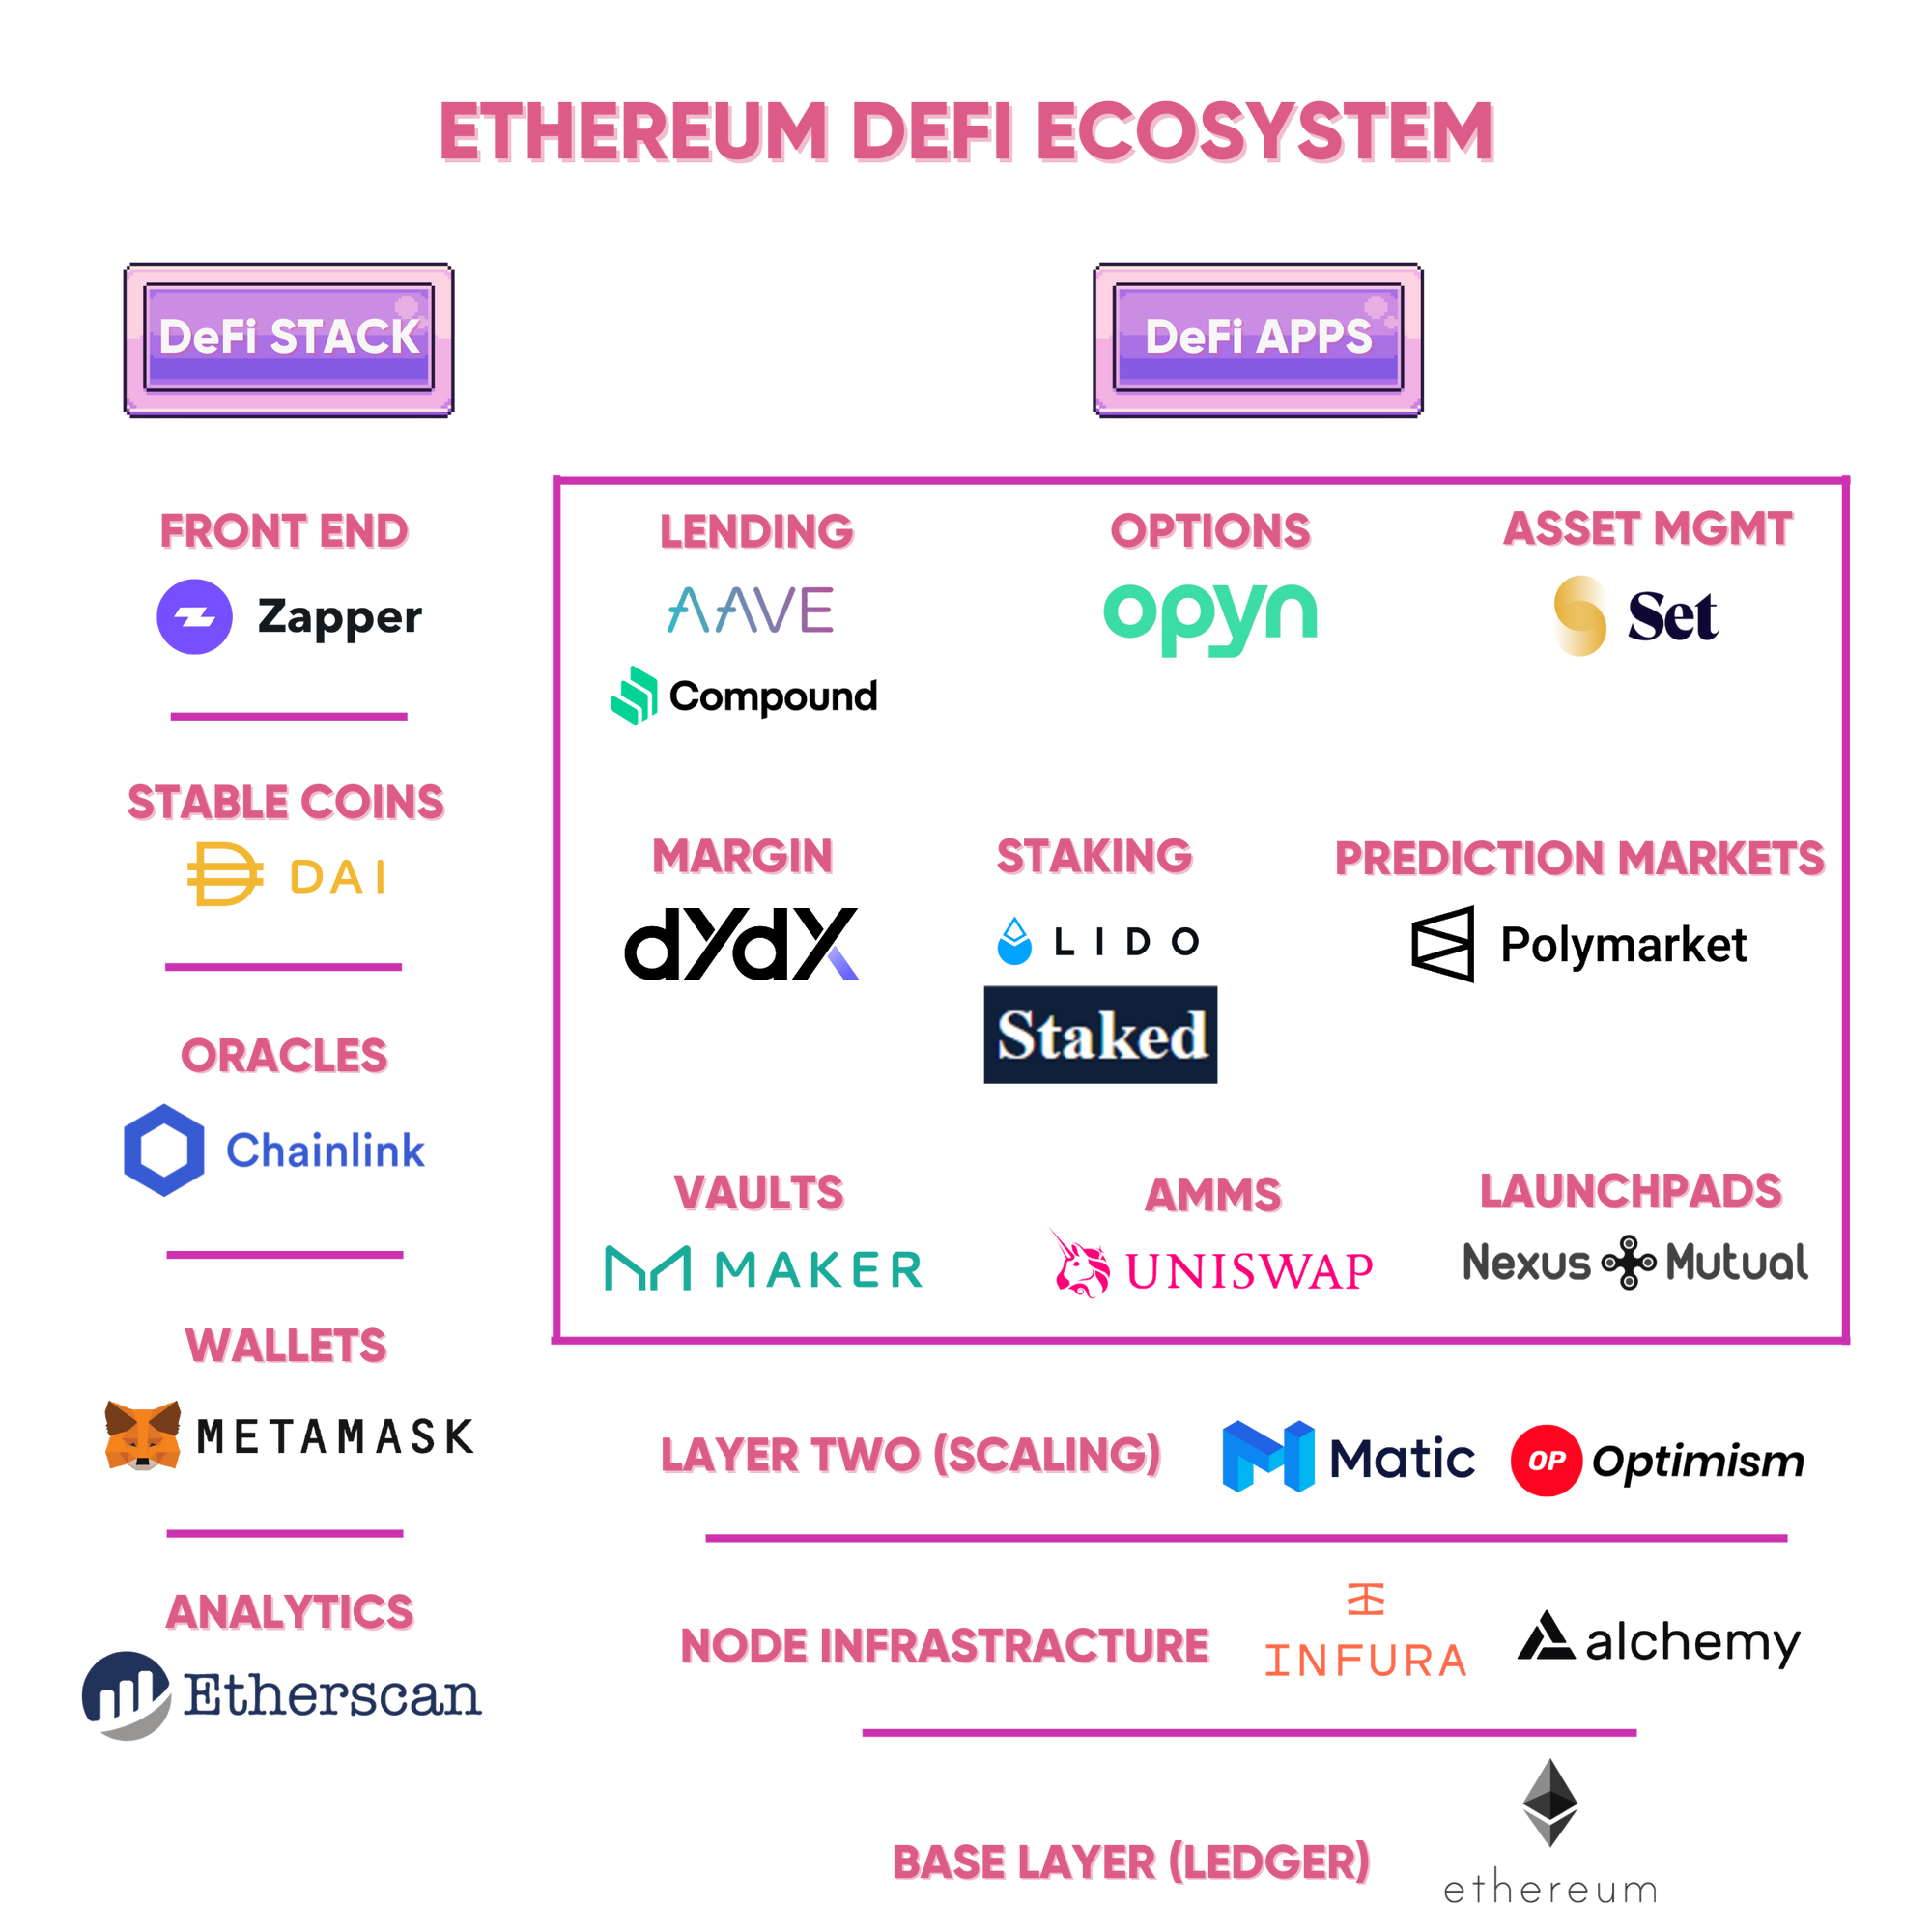 ETHEREUM DEFI ECOSYSTEM
DeFi STACK
DeFi APPS
FRONT END
Zapper
STABLE COINS
DAI
ORACLES
Chainlink
WALLETS
METAMASK
ANALYTICS
Etherscan
LENDING
AAVE
Compound
OPTIONS
opyn
ASSET MGMT
Set
MARGIN
dYdX
STAKING
LIDO
Staked
PREDICTION MARKETS
Polymarket
VAULTS
MAKER
AMMS
UNISWAP
LAUNCHPADS
Nexus Mutual
LAYER TWO (SCALING)
Matic
OP Optimism
NODE INFRASTRACTURE
INFURA
alchemy
BASE LAYER (LEDGER)
ethereum